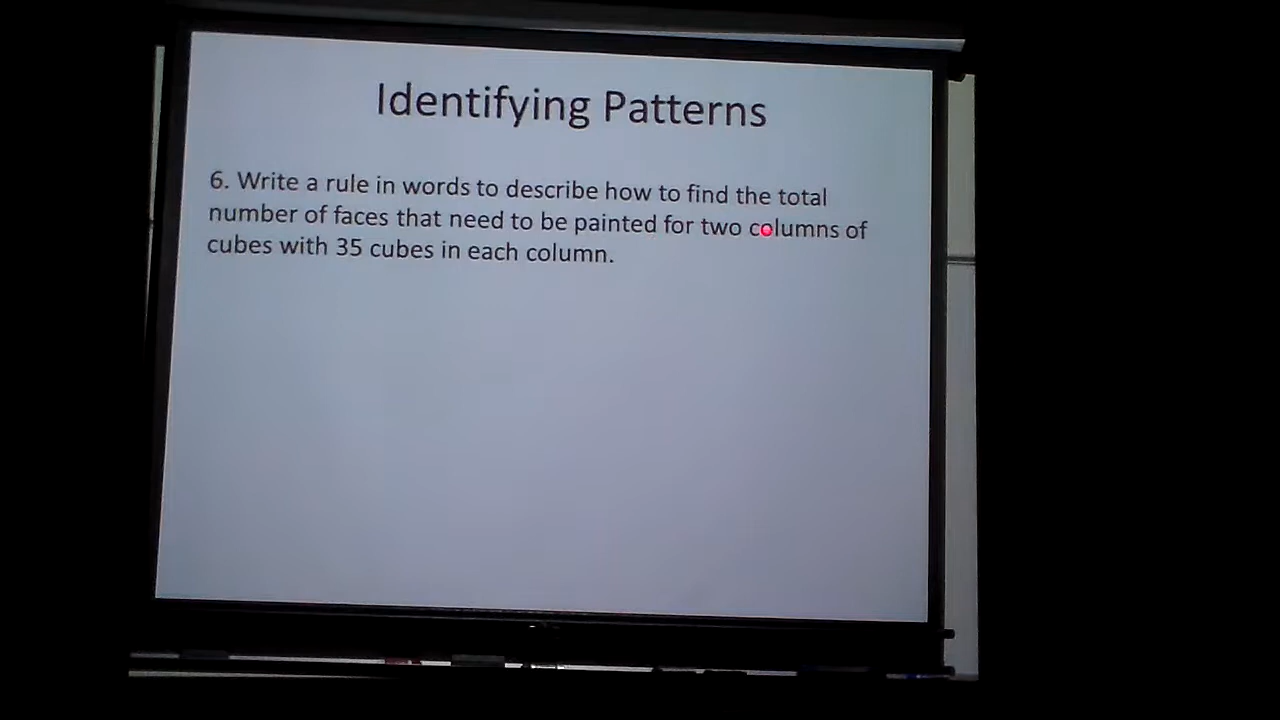 Identifying Patterns
6. Write a rule in words to describe how to find the total
number of faces that need to be painted for two columns of
cubes with 35 cubes in each column.